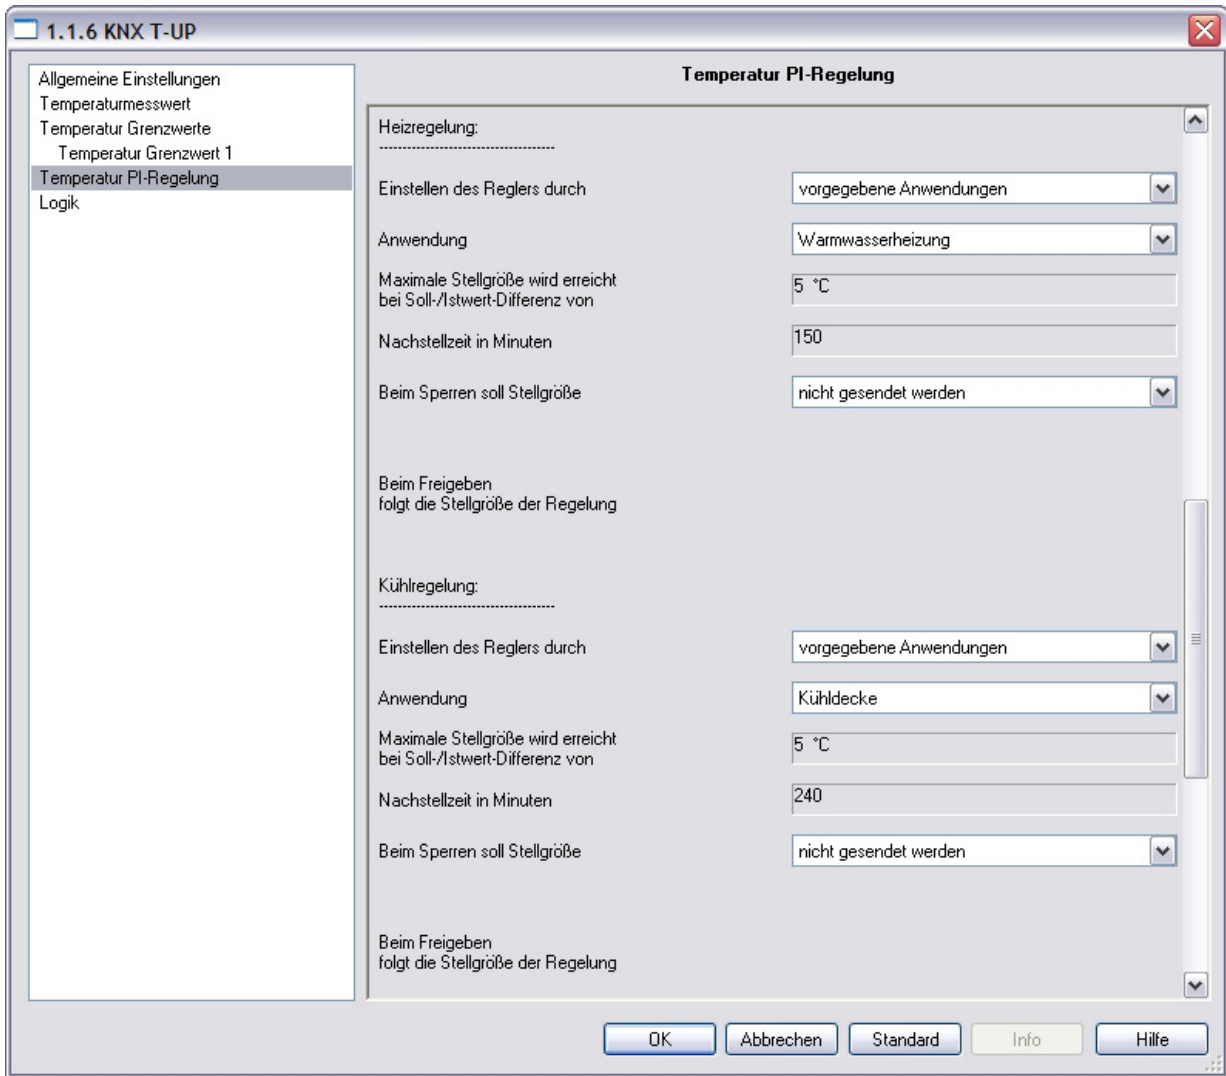 1.1.6 KNX T-UP
Allgemeine Einstellungen
Temperaturmesswert
Temperatur Grenzwerte
Temperatur Grenzwert 1
Temperatur PI-Regelung
Logik
Temperatur PI-Regelung
Heizregelung:
--------------------------------------
Einstellen des Reglers durch
vorgegebene Anwendungen
Anwendung
Warmwasserheizung
Maximale Stellgröße wird erreicht
bei Soll-/Istwert-Differenz von
5 °C
Nachstellzeit in Minuten
150
Beim Sperren soll Stellgröße
nicht gesendet werden
Beim Freigeben
folgt die Stellgröße der Regelung
Kühlregelung:
--------------------------------------
Einstellen des Reglers durch
vorgegebene Anwendungen
Anwendung
Kühldecke
Maximale Stellgröße wird erreicht
bei Soll-/Istwert-Differenz von
5 °C
Nachstellzeit in Minuten
240
Beim Sperren soll Stellgröße
nicht gesendet werden
Beim Freigeben
folgt die Stellgröße der Regelung
OK
Abbrechen
Standard
Info
Hilfe